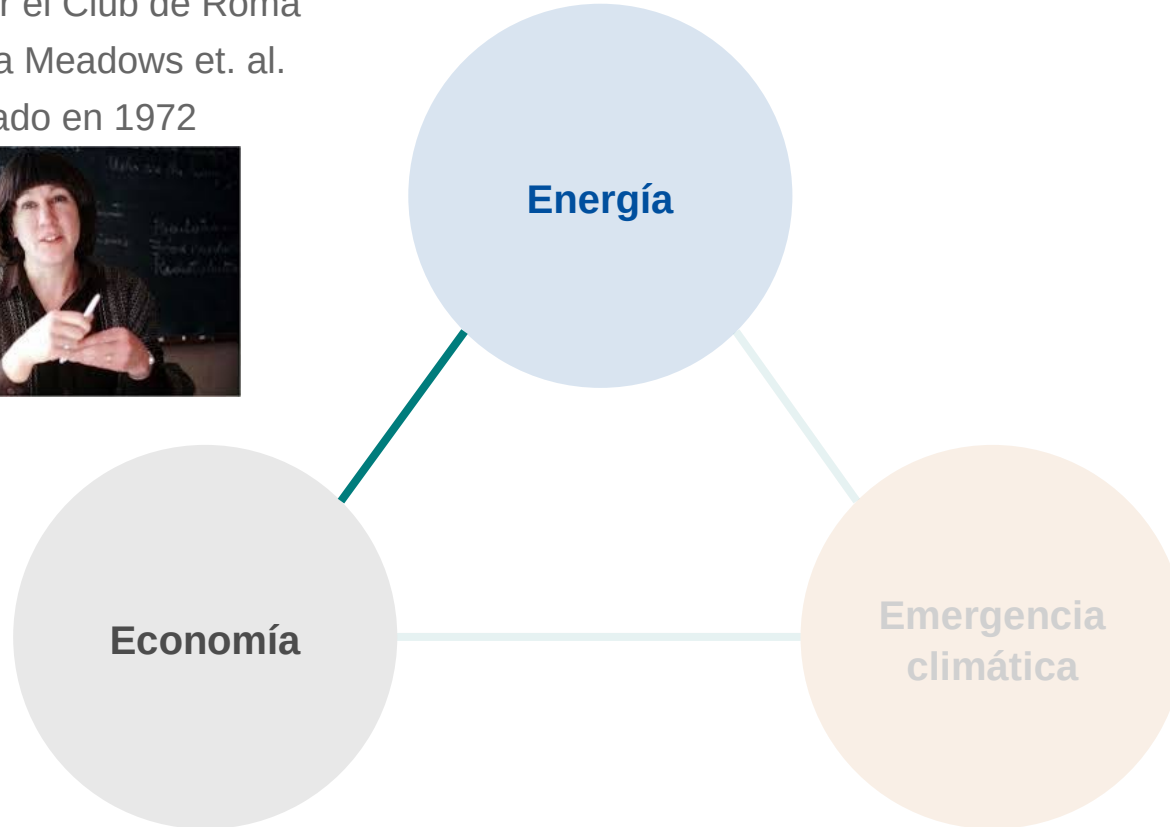 r el Club de Roma
a Meadows et. al.
ado en 1972
Energía
Economía
Emergencia
climática